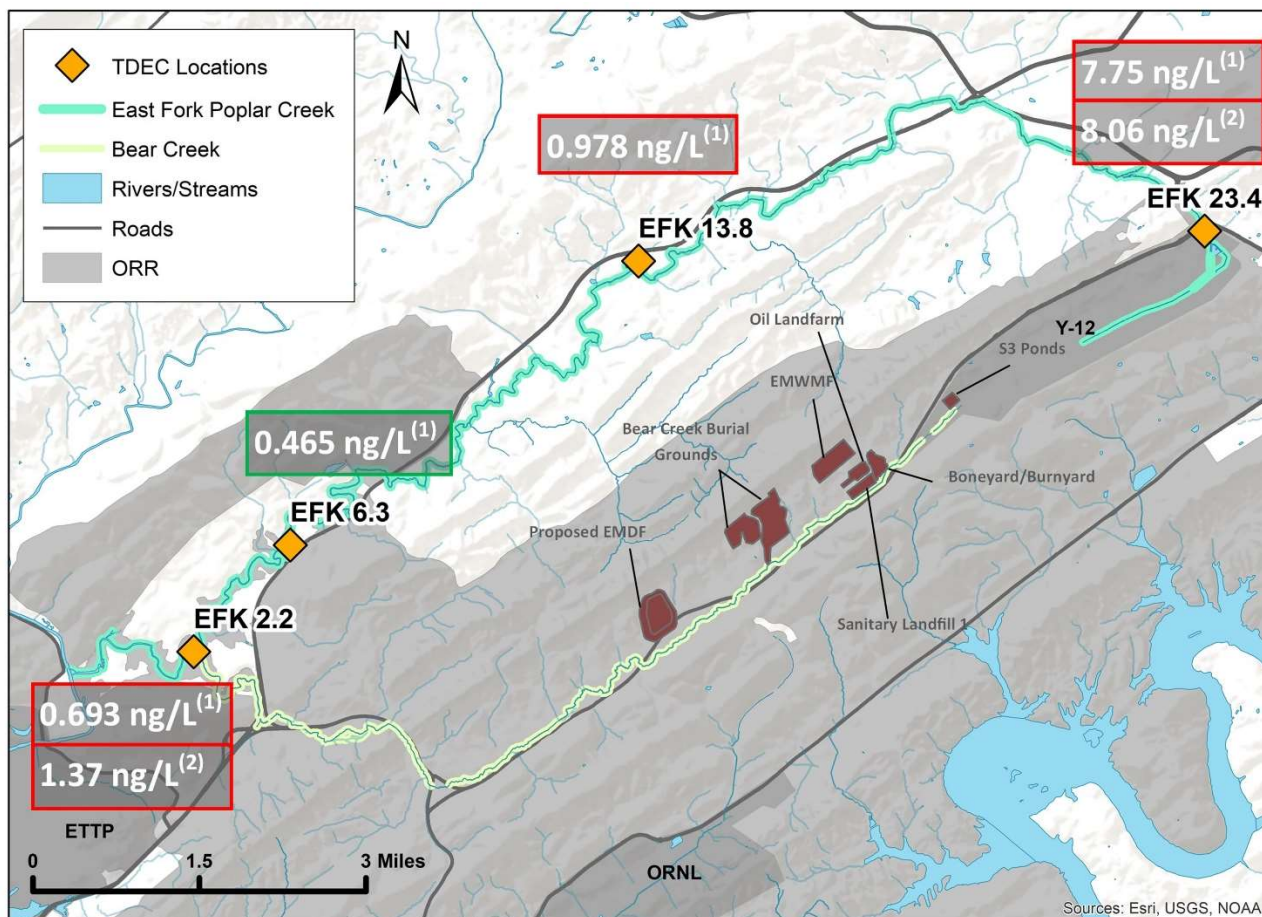 TDEC Locations
East Fork Poplar Creek
Bear Creek
Rivers/Streams
Roads
ORR
N
7.75 ng/L(1)
8.06 ng/L(2)
0.978 ng/L(1)
EFK 23.4
EFK 13.8
Oil Landfarm
Y-12
S3 Ponds
EMWMF
0.465 ng/L(1)
Bear Creek Burial
Grounds
Boneyard/Burnyard
EFK 6.3
Proposed EMDF
EFK 2.2
Sanitary Landfill 1
0.693 ng/L(1)
1.37 ng/L(2)
ETTP
0 1.5 3 Miles
ORNL
Sources: Esri, USGS, NOAA